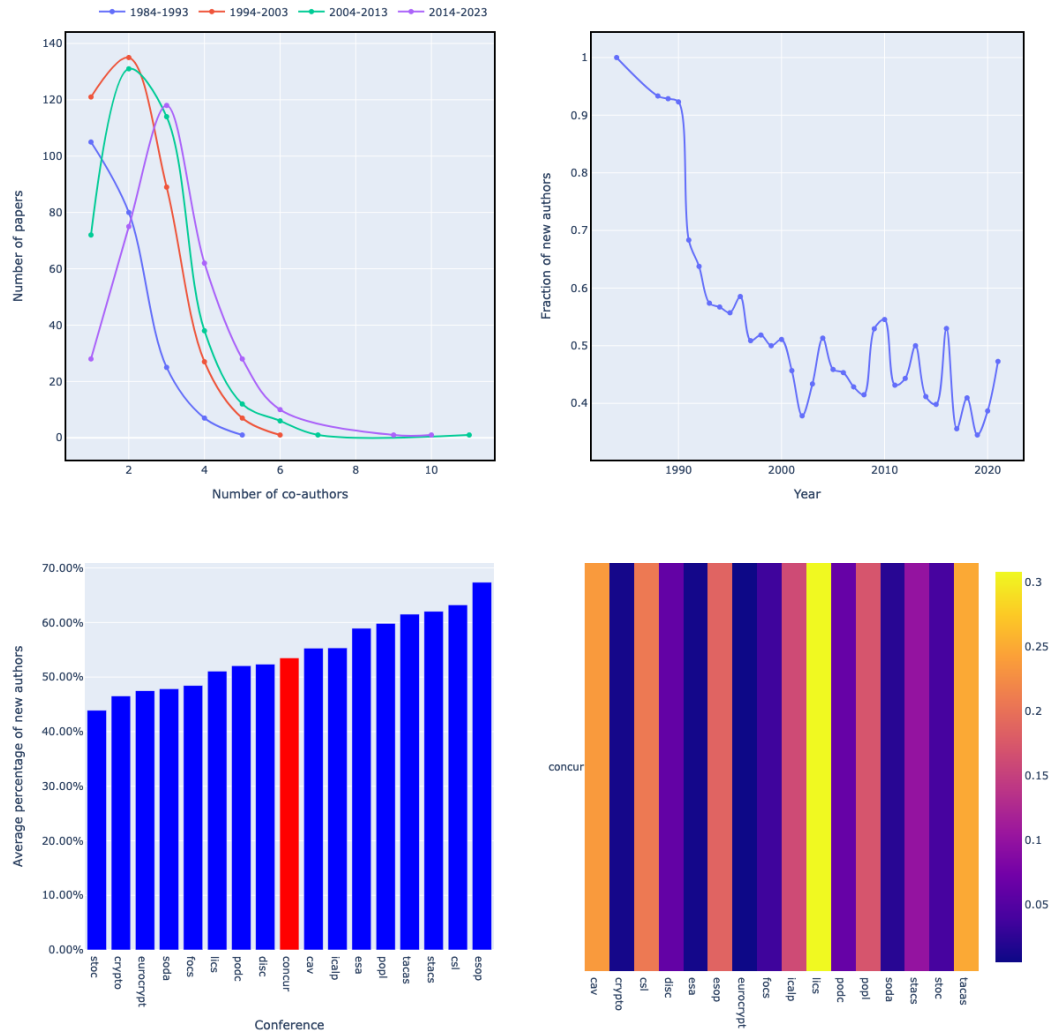 1984-1993 1994-2003 2004-2013 2014-2023
140
120
100
80
60
40
20
0
Number of papers
2 4 6 8 10
Number of co-authors
1
0.9
0.8
0.7
0.6
0.5
0.4
Fraction of new authors
1990 2000 2010 2020
Year
70.00%
60.00%
50.00%
40.00%
30.00%
20.00%
10.00%
0.00%
Average percentage of new authors
stoc
crypto
eurocrypt
soda
focs
lics
podc
disc
concur
cav
icalp
esa
popl
tacas
stacs
csl
esop
Conference
concur
cav
crypto
csl
disc
esa
esop
eurocrypt
focs
icalp
lics
podc
popl
soda
stacs
stoc
tacas
0.3
0.25
0.2
0.15
0.1
0.05